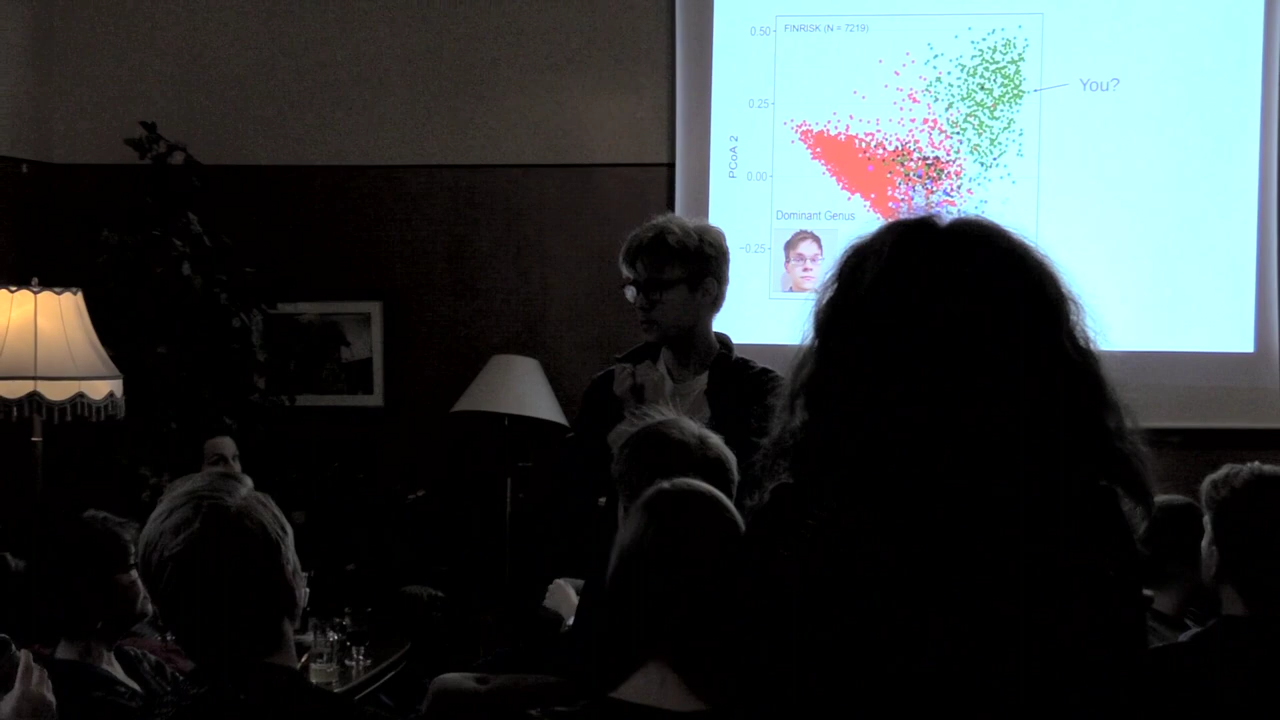 0.50
FINRISK (N = 7219)
You?
0.25
PCoA 2
0.00
Dominant Genus
−0.25